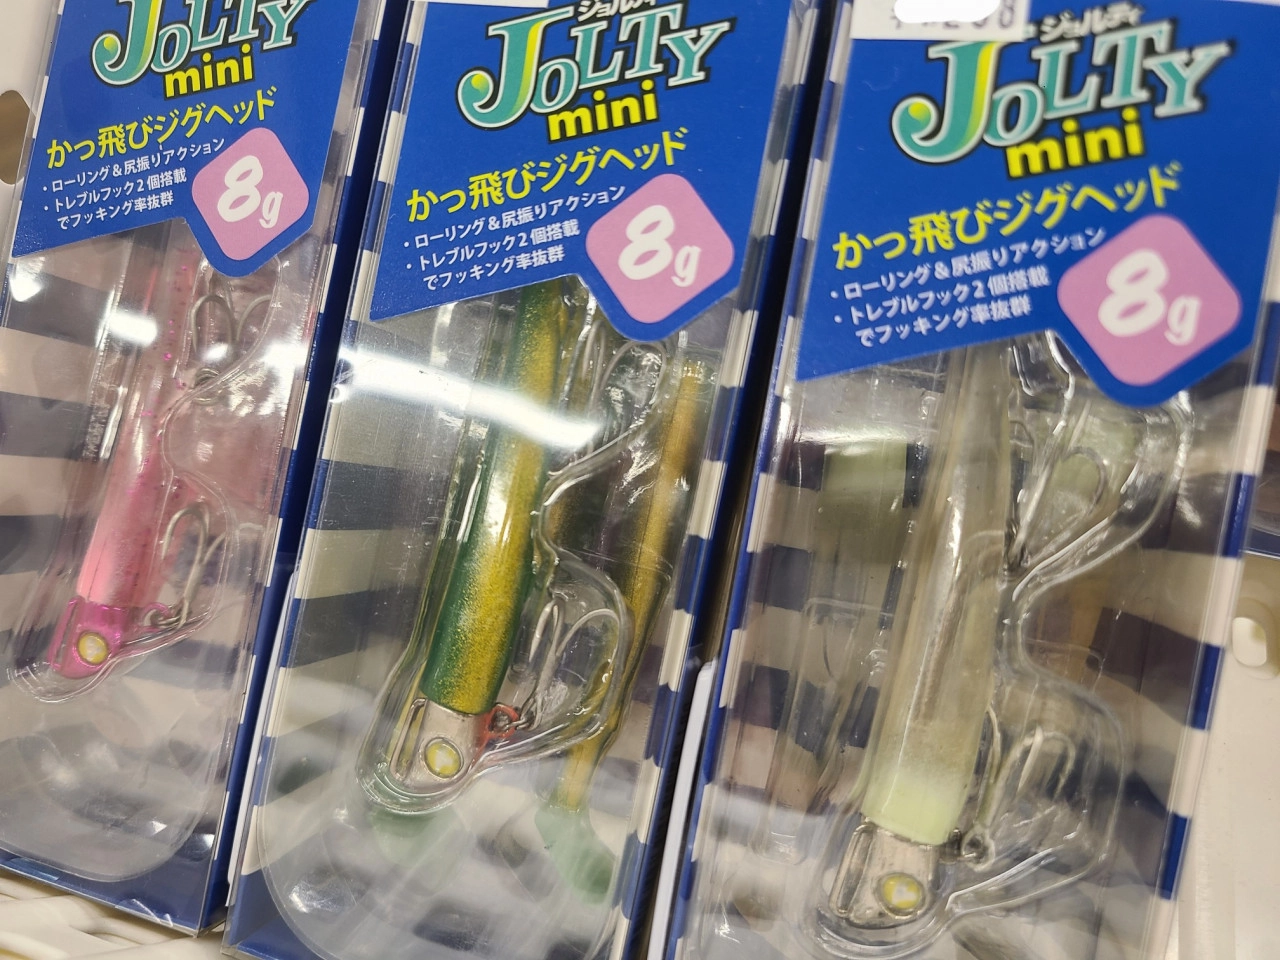 JOLTY
mini
かっ飛びジグヘッド
・ローリング&尻振りアクション
・トレブルフック2個搭載
でフッキング率抜群
8g
ジョルティ
JOLTY
mini
かっ飛びジグヘッド
・ローリング&尻振りアクション
・トレブルフック2個搭載
でフッキング率抜群
8g
ジョルティ
JOLTY
mini
かっ飛びジグヘッド
・ローリング&尻振りアクション
・トレブルフック2個搭載
でフッキング率抜群
8g